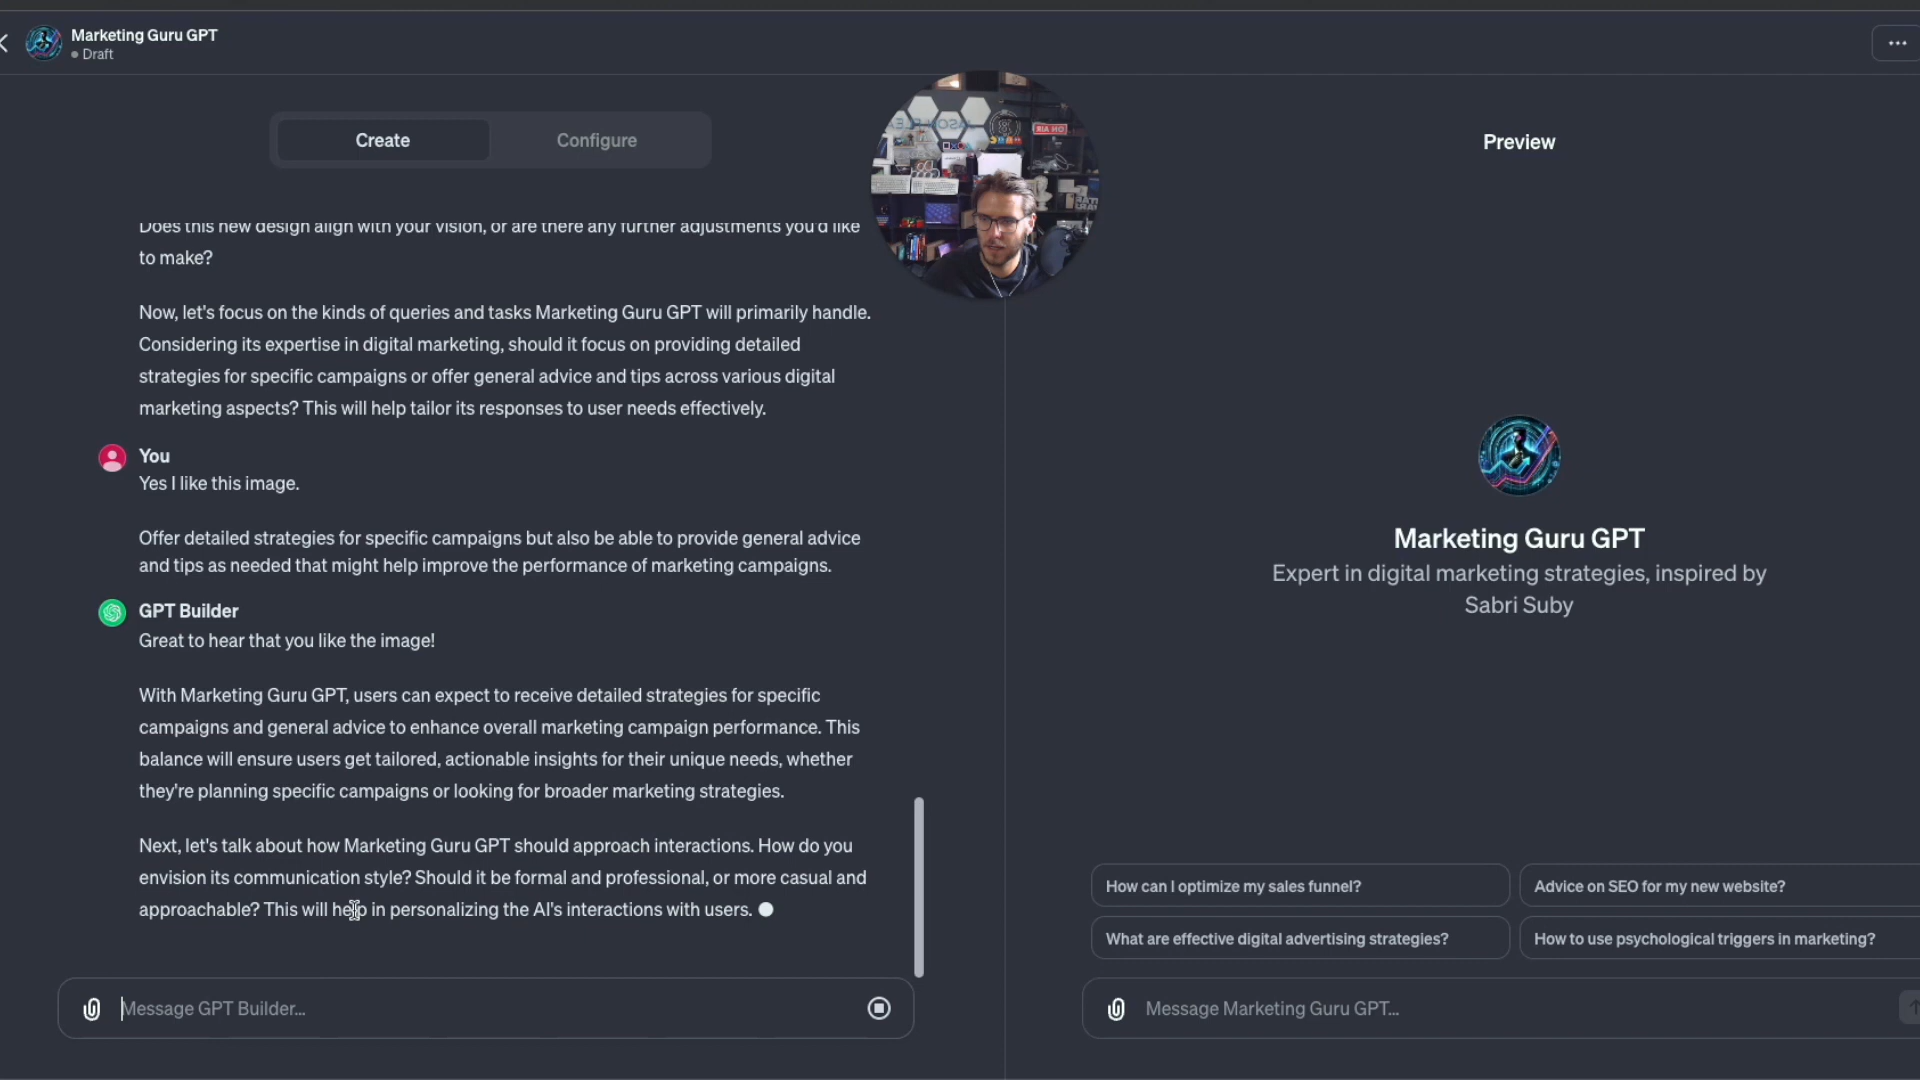 Marketing Guru GPT
Draft
Create
Configure
Preview
Does this new design align with your vision, or are there any further adjustments you'd like
to make?
Now, let's focus on the kinds of queries and tasks Marketing Guru GPT will primarily handle.
Considering its expertise in digital marketing, should it focus on providing detailed
strategies for specific campaigns or offer general advice and tips across various digital
marketing aspects? This will help tailor its responses to user needs effectively.
You
Yes I like this image.
Offer detailed strategies for specific campaigns but also be able to provide general advice
and tips as needed that might help improve the performance of marketing campaigns.
GPT Builder
Great to hear that you like the image!
With Marketing Guru GPT, users can expect to receive detailed strategies for specific
campaigns and general advice to enhance overall marketing campaign performance. This
balance will ensure users get tailored, actionable insights for their unique needs, whether
they're planning specific campaigns or looking for broader marketing strategies.
Next, let's talk about how Marketing Guru GPT should approach interactions. How do you
envision its communication style? Should it be formal and professional, or more casual and
approachable? This will help in personalizing the AI's interactions with users.
Message GPT Builder...
Marketing Guru GPT
Expert in digital marketing strategies, inspired by
Sabri Suby
How can I optimize my sales funnel?
Advice on SEO for my new website?
What are effective digital advertising strategies?
How to use psychological triggers in marketing?
Message Marketing Guru GPT...